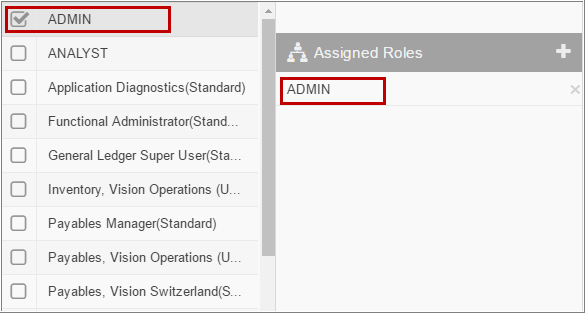 ADMIN
ANALYST
Application Diagnostics(Standard)
Functional Administrator(Stand...
General Ledger Super User(Sta...
Inventory, Vision Operations (U...
Payables Manager(Standard)
Payables, Vision Operations (U...
Payables, Vision Switzerland(S...
Assigned Roles
ADMIN